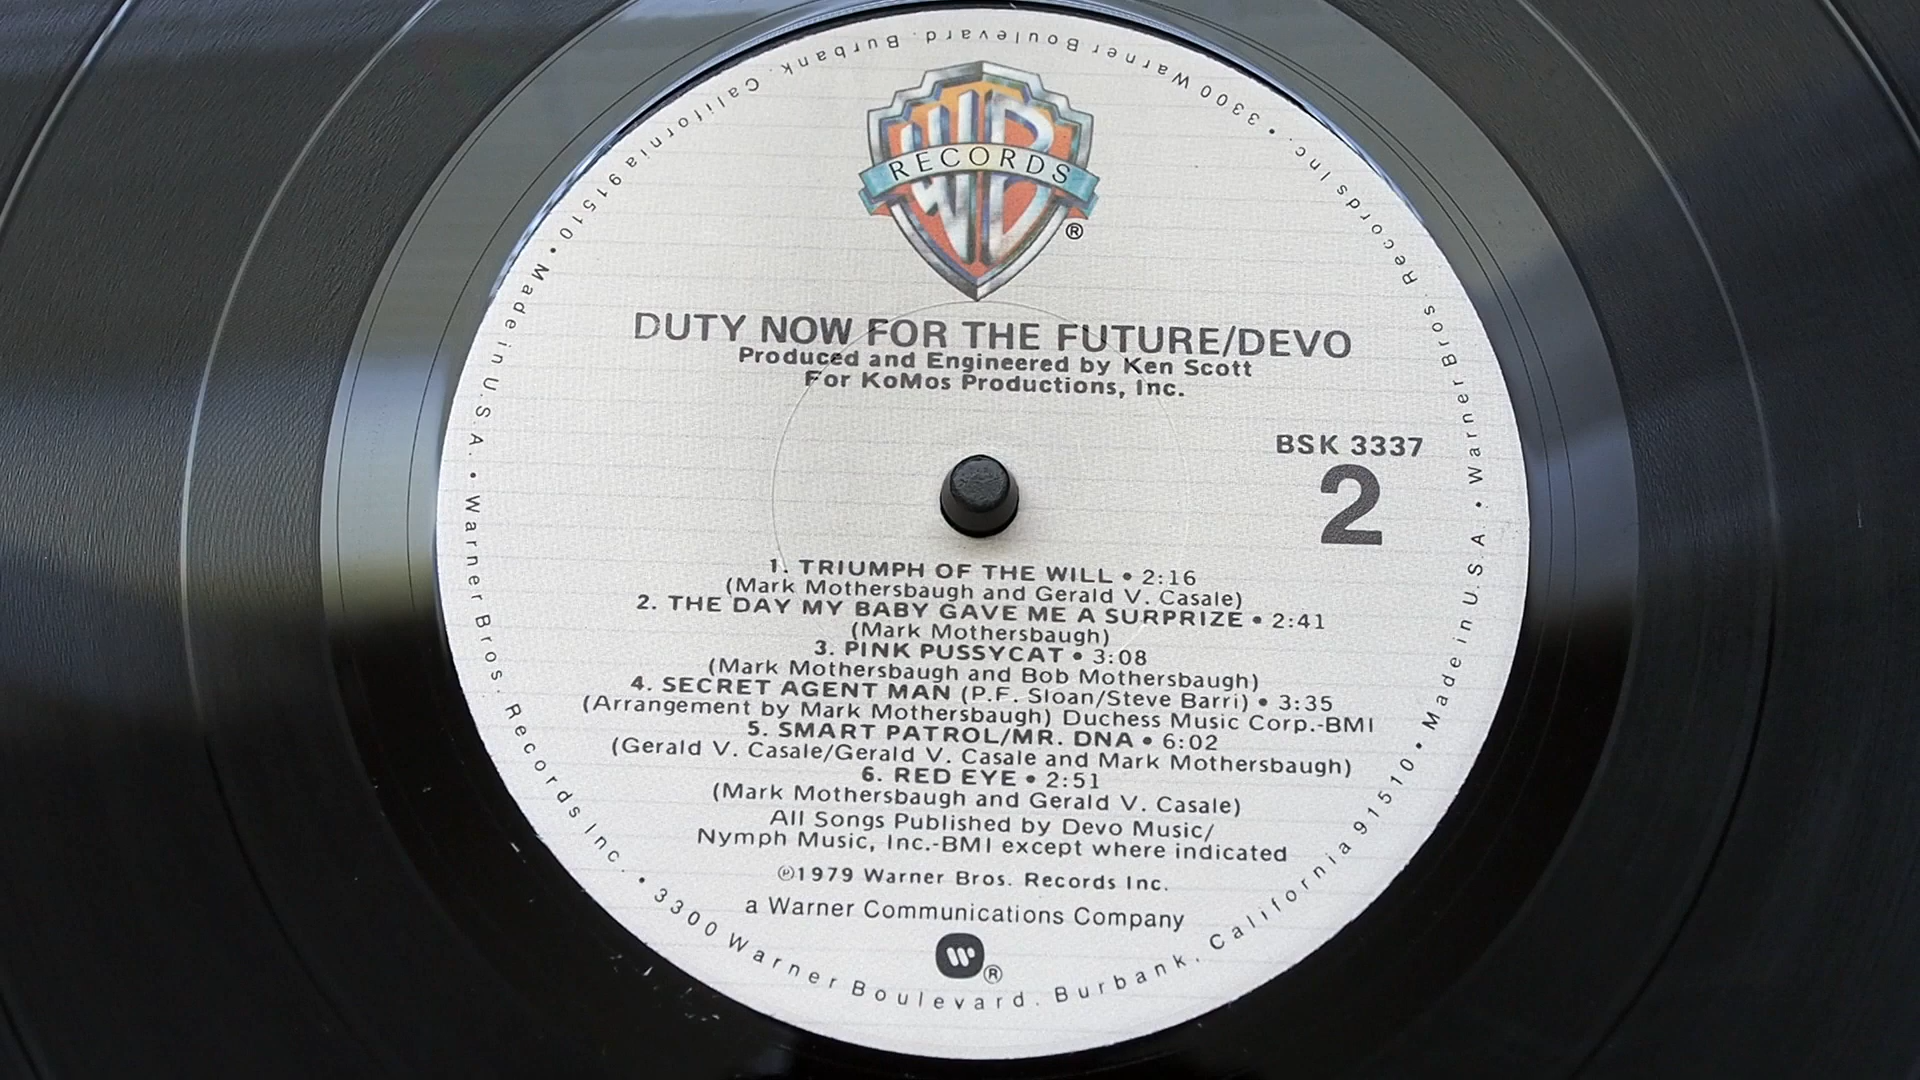 WB
RECORDS
®
DUTY NOW FOR THE FUTURE/DEVO
Produced and Engineered by Ken Scott
For KoMos Productions, Inc.
BSK 3337
2
1. TRIUMPH OF THE WILL • 2:16
(Mark Mothersbaugh and Gerald V. Casale)
2. THE DAY MY BABY GAVE ME A SURPRIZE • 2:41
(Mark Mothersbaugh)
3. PINK PUSSYCAT • 3:08
(Mark Mothersbaugh and Bob Mothersbaugh)
4. SECRET AGENT MAN (P.F. Sloan/Steve Barri) • 3:35
(Arrangement by Mark Mothersbaugh) Duchess Music Corp.-BMI
5. SMART PATROL/MR. DNA • 6:02
(Gerald V. Casale/Gerald V. Casale and Mark Mothersbaugh)
6. RED EYE • 2:51
(Mark Mothersbaugh and Gerald V. Casale)
All Songs Published by Devo Music/
Nymph Music, Inc.-BMI except where indicated
℗1979 Warner Bros. Records Inc.
a Warner Communications Company
W®
• Warner Bros. Records Inc. • 3300 Warner Boulevard. Burbank. California 91510 • Made in U.S.A. • Warner Bros. Records Inc. • 3300 Warner Boulevard. Burbank. California 91510 • Made in U.S.A.